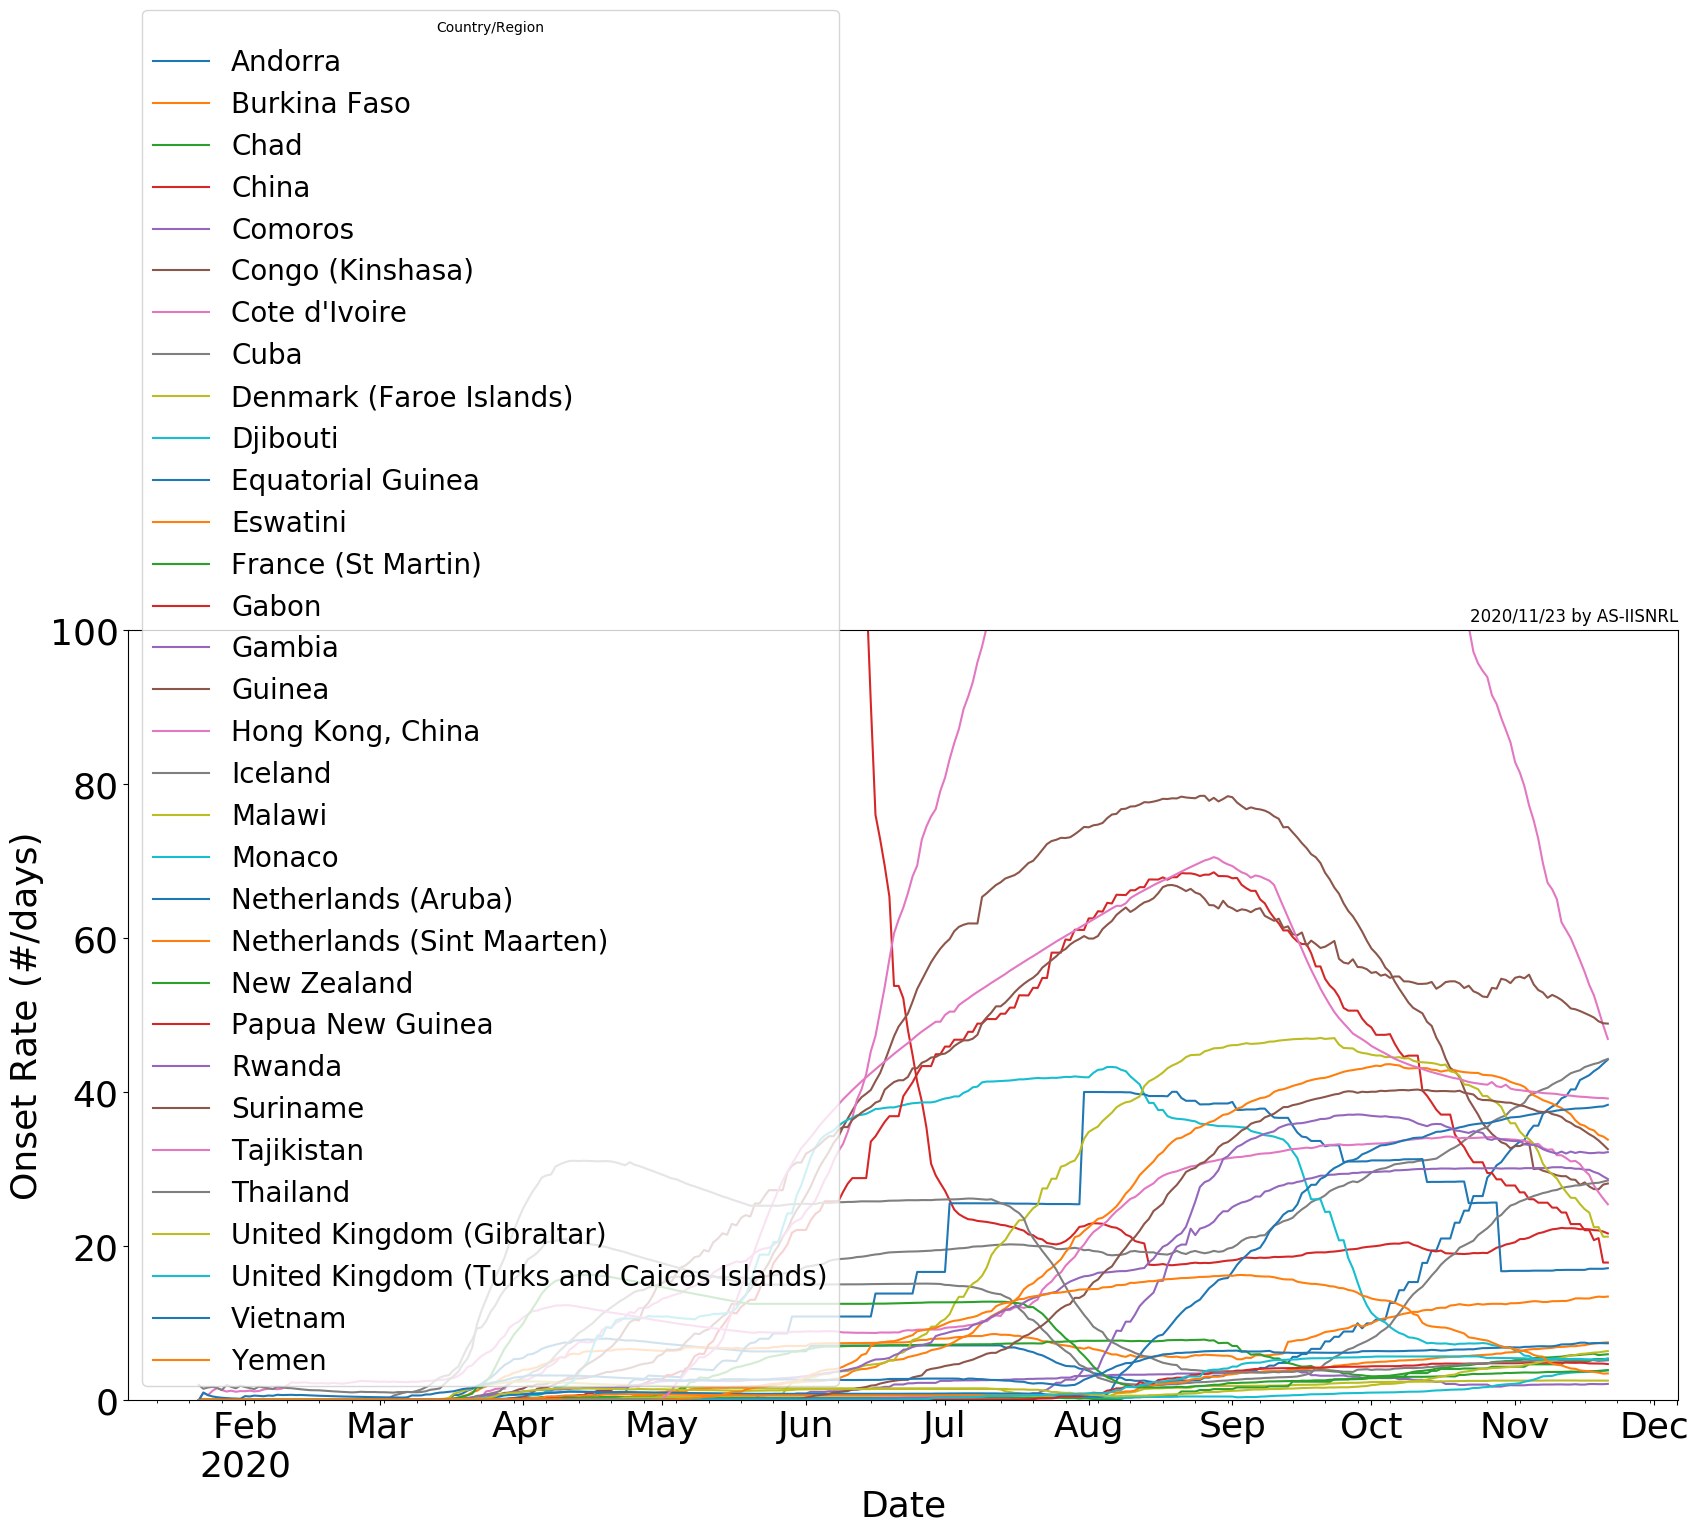 Country/Region
Andorra
Burkina Faso
Chad
China
Comoros
Congo (Kinshasa)
Cote d'Ivoire
Cuba
Denmark (Faroe Islands)
Djibouti
Equatorial Guinea
Eswatini
France (St Martin)
Gabon
Gambia
Guinea
Hong Kong, China
Iceland
Malawi
Monaco
Netherlands (Aruba)
Netherlands (Sint Maarten)
New Zealand
Papua New Guinea
Rwanda
Suriname
Tajikistan
Thailand
United Kingdom (Gibraltar)
United Kingdom (Turks and Caicos Islands)
Vietnam
Yemen
2020/11/23 by AS-IISNRL
100
80
60
40
20
0
Onset Rate (#/days)
Feb Mar Apr May Jun Jul Aug Sep Oct Nov Dec
2020
Date